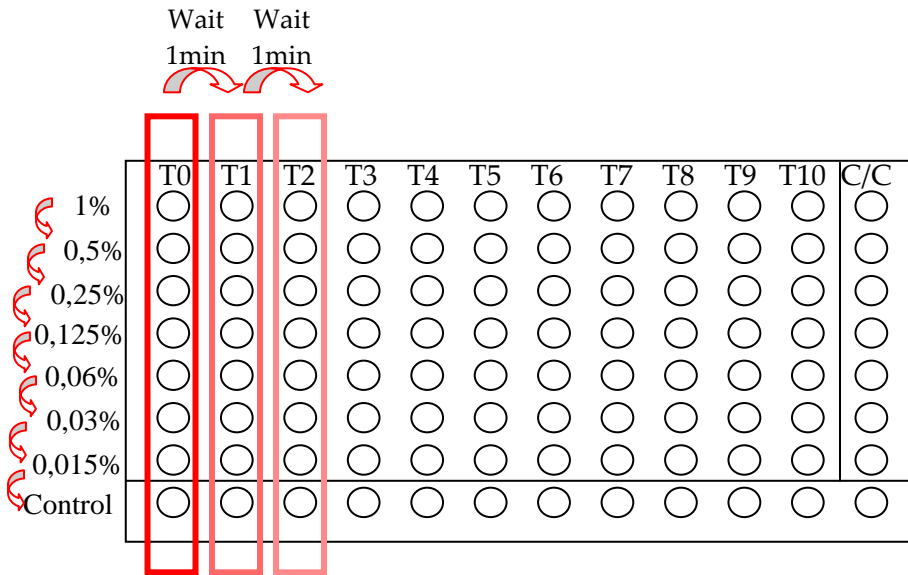 Wait Wait
1min 1min
T0 T1 T2 T3 T4 T5 T6 T7 T8 T9 T10 C/C
1%
0,5%
0,25%
0,125%
0,06%
0,03%
0,015%
Control